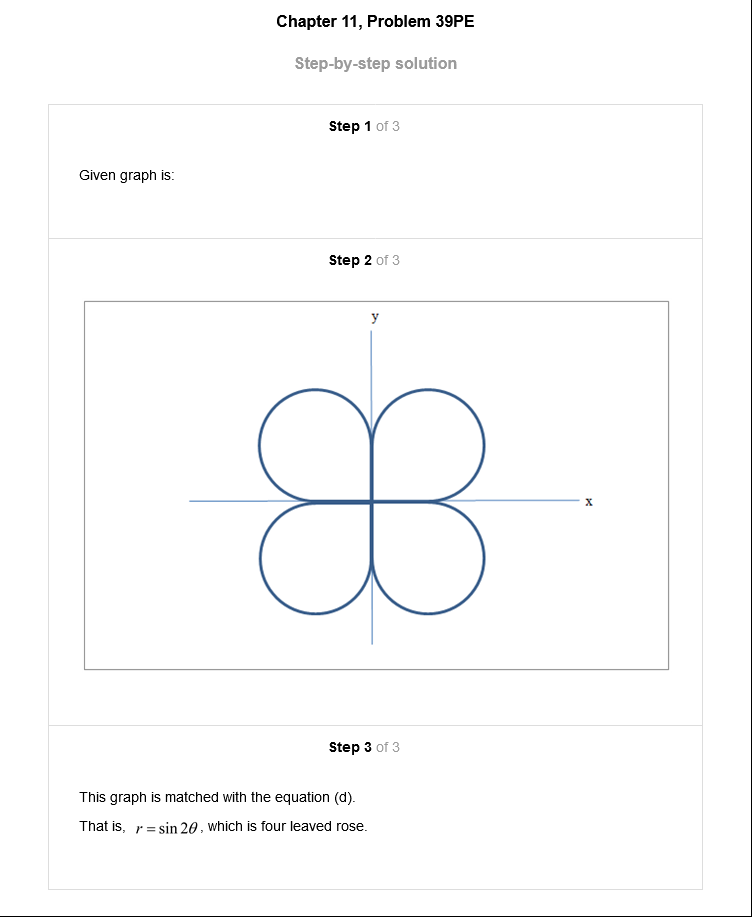 Chapter 11, Problem 39PE
Step-by-step solution
Step 1 of 3
Given graph is:
Step 2 of 3
y
x
Step 3 of 3
This graph is matched with the equation (d).
That is, r = sin 2θ, which is four leaved rose.